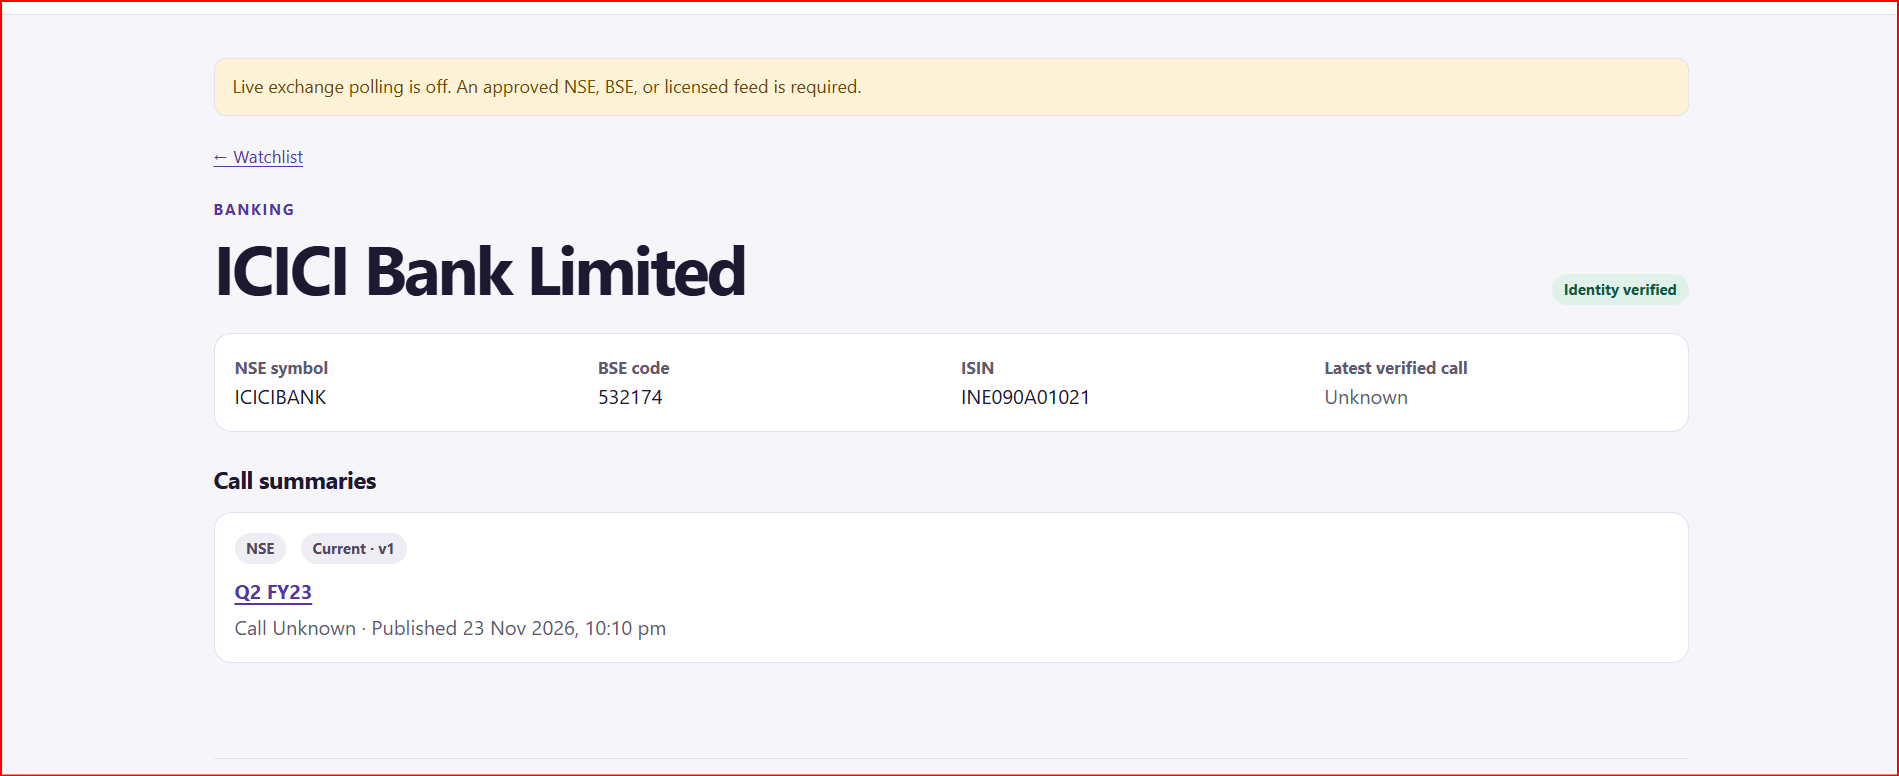 Live exchange polling is off. An approved NSE, BSE, or licensed feed is required.
← Watchlist
BANKING
ICICI Bank Limited
Identity verified
NSE symbol
ICICIBANK
BSE code
532174
ISIN
INE090A01021
Latest verified call
Unknown
Call summaries
NSE
Current · v1
Q2 FY23
Call Unknown · Published 23 Nov 2026, 10:10 pm